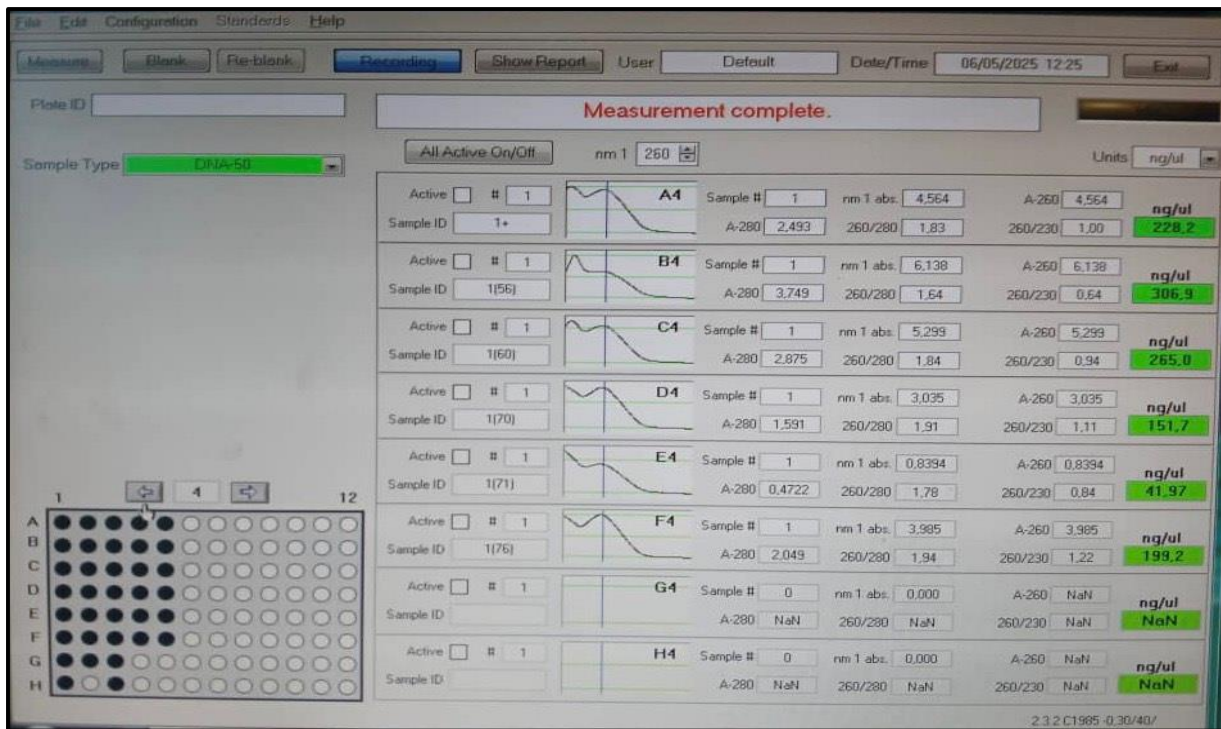 File Edit Configuration Standards Help
Measure Blank Re-blank Recording Show Report User Default Date/Time 06/05/2025 12:25 Exit
Plate ID
Measurement complete.
Sample Type DNA-50
All Active On/Off nm 1 260 Units ng/ul
Active # 1 A4 Sample # 1 nm 1 abs. 4,564 A-260 4,564 ng/ul
Sample ID 1+ A-280 2,493 260/280 1,83 260/230 1,00 228,2
Active # 1 B4 Sample # 1 nm 1 abs. 6,138 A-260 6,138 ng/ul
Sample ID 1(56) A-280 3,749 260/280 1,64 260/230 0,64 306,9
Active # 1 C4 Sample # 1 nm 1 abs. 5,299 A-260 5,299 ng/ul
Sample ID 1(60) A-280 2,875 260/280 1,84 260/230 0,94 265,0
Active # 1 D4 Sample # 1 nm 1 abs. 3,035 A-260 3,035 ng/ul
Sample ID 1(70) A-280 1,591 260/280 1,91 260/230 1,11 151,7
Active # 1 E4 Sample # 1 nm 1 abs. 0,8394 A-260 0,8394 ng/ul
Sample ID 1(71) A-280 0,4722 260/280 1,78 260/230 0,84 41,97
Active # 1 F4 Sample # 1 nm 1 abs. 3,985 A-260 3,985 ng/ul
Sample ID 1(76) A-280 2,049 260/280 1,94 260/230 1,22 199,2
Active # 1 G4 Sample # 0 nm 1 abs. 0,000 A-260 NaN ng/ul
Sample ID A-280 NaN 260/280 NaN 260/230 NaN NaN
Active # 1 H4 Sample # 0 nm 1 abs. 0,000 A-260 NaN ng/ul
Sample ID A-280 NaN 260/280 NaN 260/230 NaN NaN
4
1 12
A
B
C
D
E
F
G
H
2.3.2 C1985 -0,30/40/